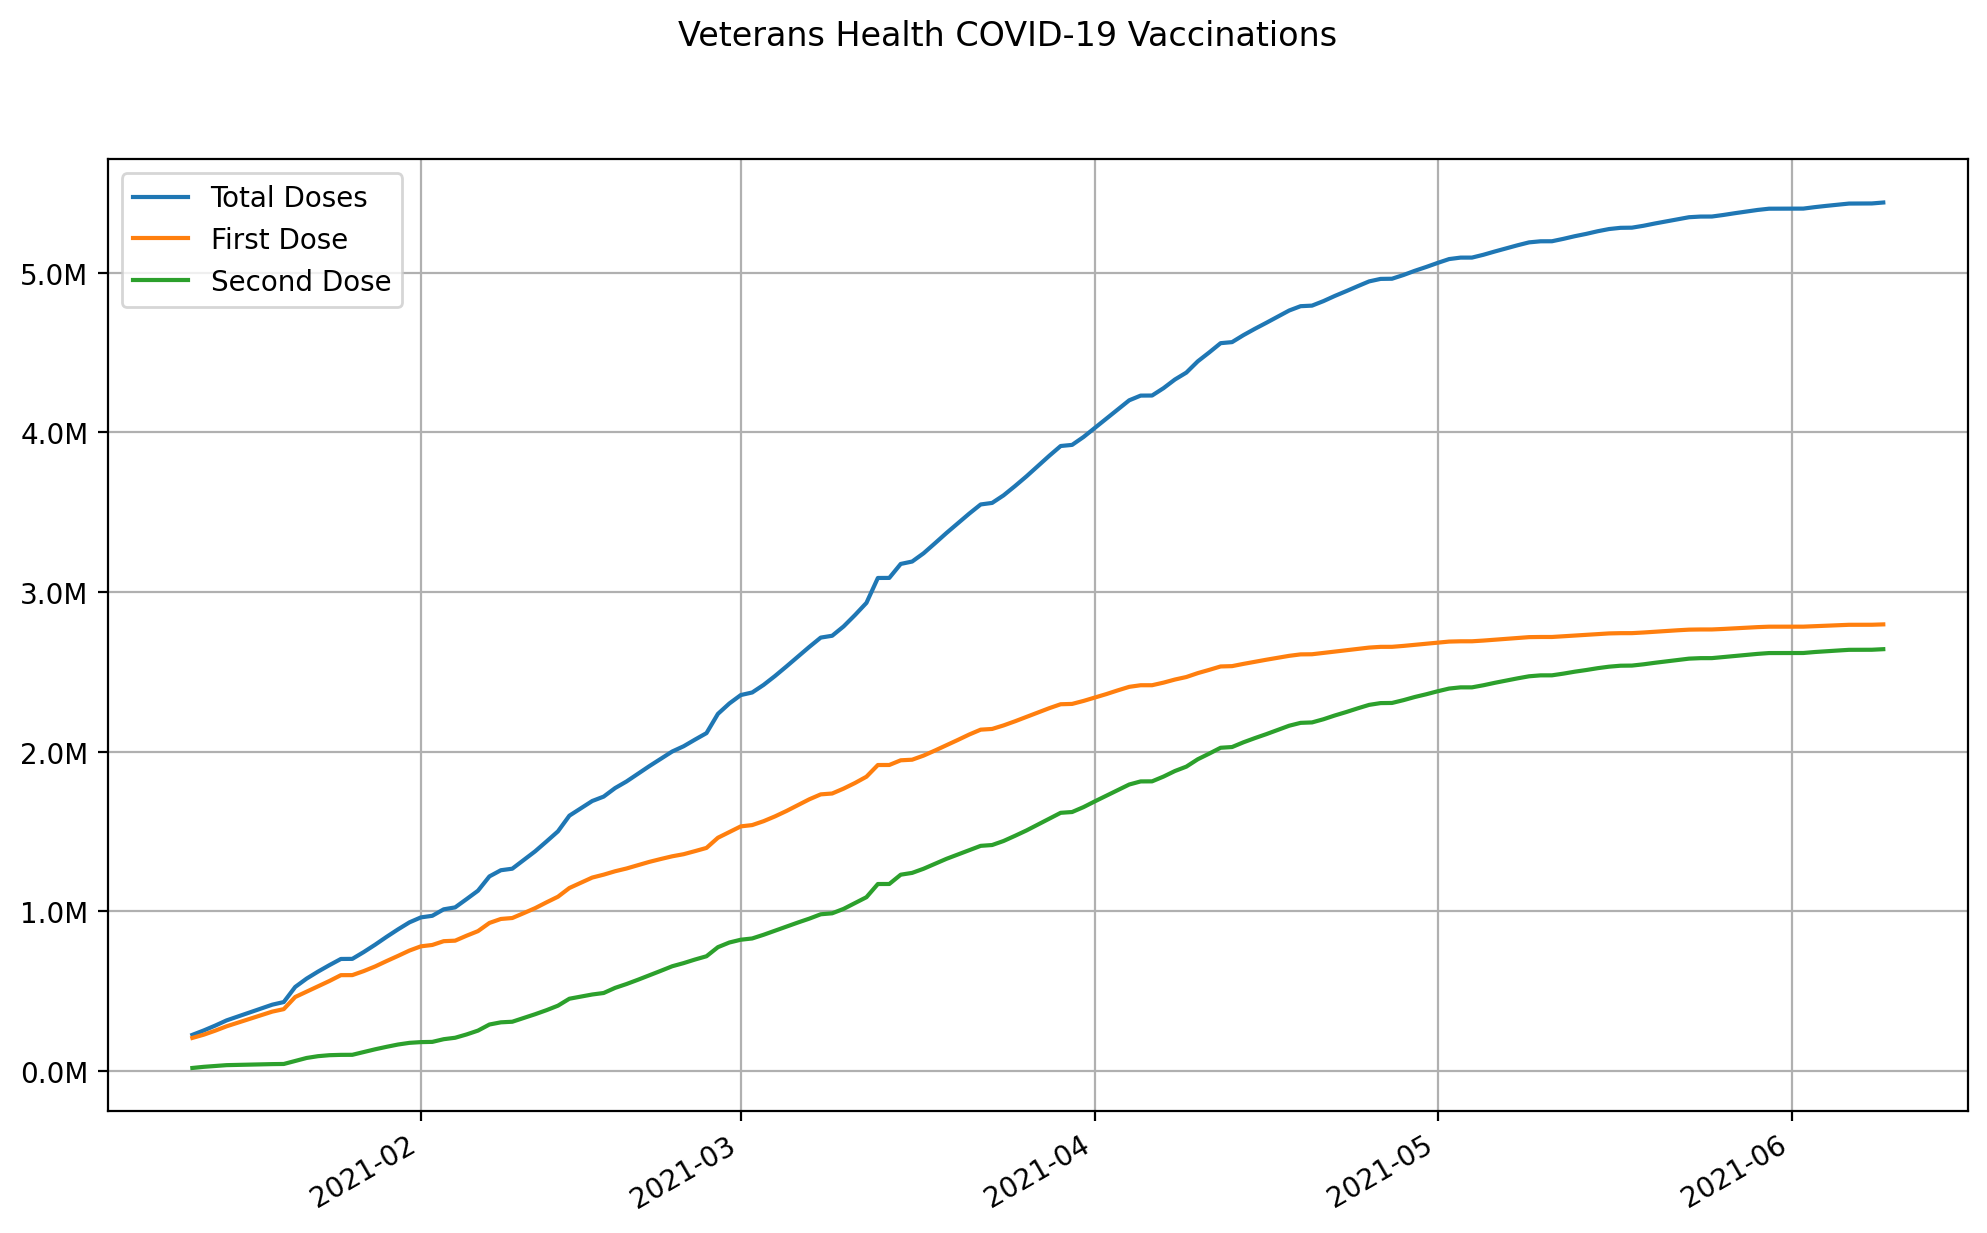 Veterans Health COVID-19 Vaccinations
Total Doses
First Dose
Second Dose
5.0M
4.0M
3.0M
2.0M
1.0M
0.0M
2021-02
2021-03
2021-04
2021-05
2021-06